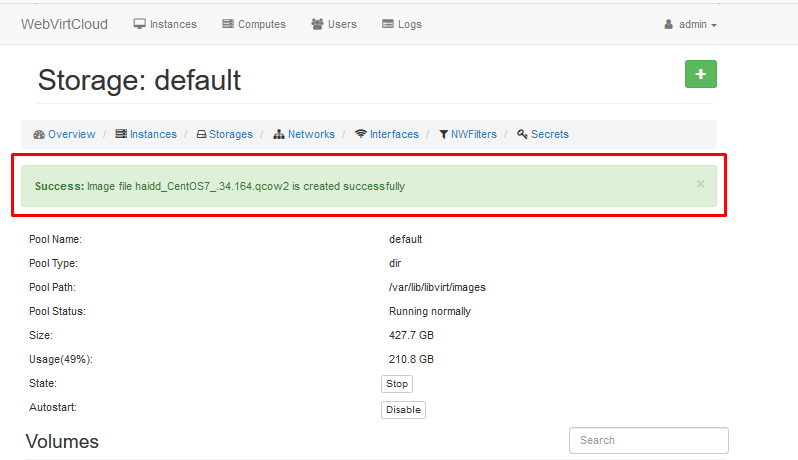 WebVirtCloud Instances Computes Users Logs admin
Storage: default
+
Overview / Instances / Storages / Networks / Interfaces / NWFilters / Secrets
Success: Image file haidd_CentOS7_.34.164.qcow2 is created successfully ×
Pool Name: default
Pool Type: dir
Pool Path: /var/lib/libvirt/images
Pool Status: Running normally
Size: 427.7 GB
Usage(49%): 210.8 GB
State: Stop
Autostart: Disable
Volumes Search